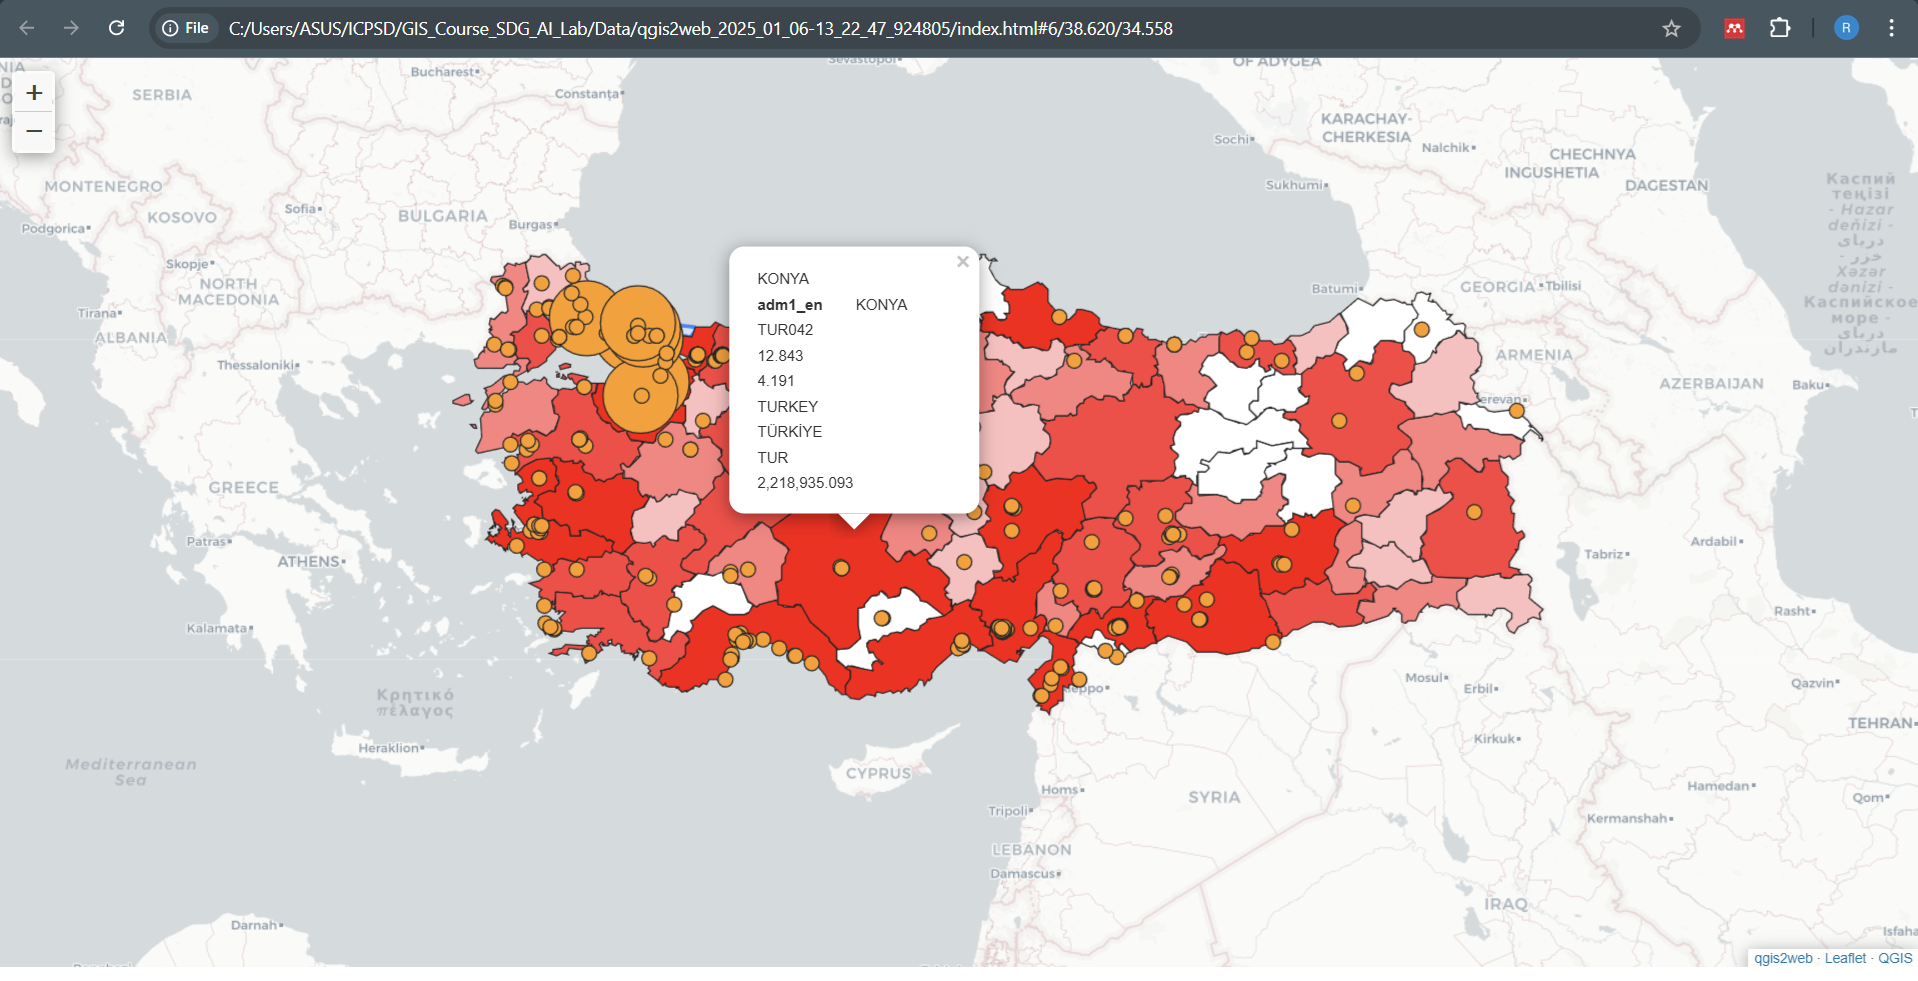 File
C:/Users/ASUS/ICPSD/GIS_Course_SDG_AI_Lab/Data/qgis2web_2025_01_06-13_22_47_924805/index.html#6/38.620/34.558
R
+
−
SERBIA
Bucharest
Constanța
Sevastopol
OF ADYGEA
KARACHAY-
CHERKESIA
Sochi
Nalchik
CHECHNYA
INGUSHETIA
DAGESTAN
Sukhumi
MONTENEGRO
KOSOVO
Sofia
BULGARIA
Burgas
Podgorica
Skopje
NORTH
MACEDONIA
Tirana
ALBANIA
Thessaloniki
Batumi
GEORGIA
Tbilisi
ARMENIA
Yerevan
AZERBAIJAN
Baku
Каспий
теңізі
- Hazar
deňizi -
دریای
خزر -
Xəzər
dənizi -
Каспийское
море -
دریای
مازندران
KONYA
adm1_en KONYA
TUR042
12.843
4.191
TURKEY
TÜRKİYE
TUR
2,218,935.093
×
GREECE
Patras
ATHENS
Kalamata
Κρητικό
πέλαγος
Heraklion
Mediterranean
Sea
Darnah
CYPRUS
Tabriz
Ardabil
Rasht
Mosul
Erbil
Qazvin
TEHRAN
Kirkuk
Homs
SYRIA
Tripoli
Hamedan
Qom
Kermanshah
LEBANON
Damascus
IRAQ
Isfaha
qgis2web · Leaflet · QGIS